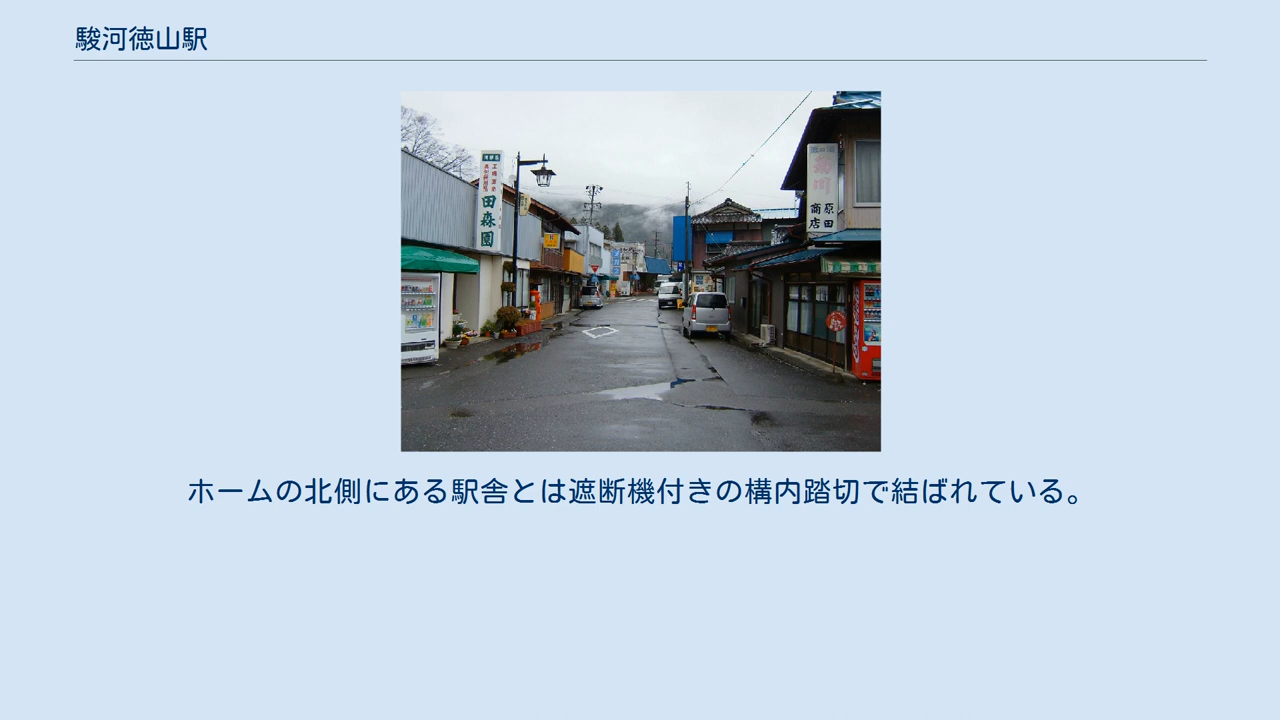 駿河徳山駅
田森園
原田
商店
ホームの北側にある駅舎とは遮断機付きの構内踏切で結ばれている。